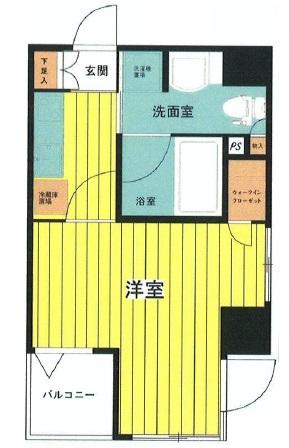 下足入
玄関
洗濯機
置場
洗面室
PS
物入
浴室
冷蔵庫
置場
ウォークイン
クローゼット
洋室
バルコニー